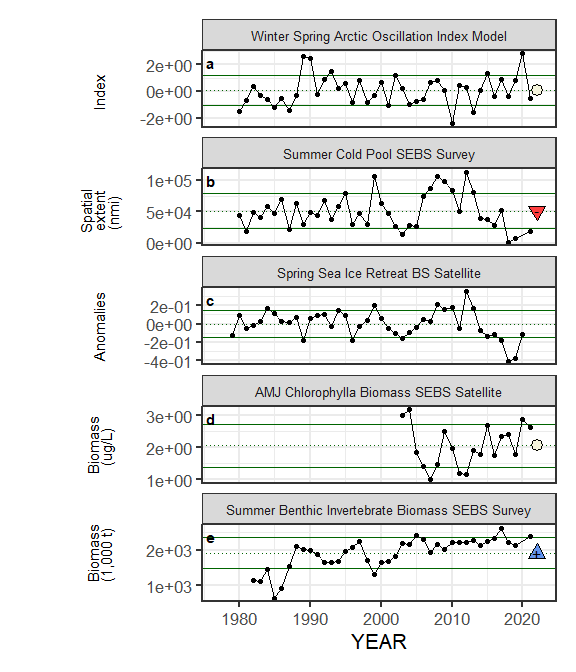 Winter Spring Arctic Oscillation Index Model
Index
2e+00
0e+00
-2e+00
a
Summer Cold Pool SEBS Survey
Spatial
extent
(nmi)
1e+05
5e+04
0e+00
b
-
Spring Sea Ice Retreat BS Satellite
Anomalies
2e-01
0e+00
-2e-01
-4e-01
c
AMJ Chlorophylla Biomass SEBS Satellite
Biomass
(ug/L)
3e+00
2e+00
1e+00
d
Summer Benthic Invertebrate Biomass SEBS Survey
Biomass
(1,000 t)
2e+03
1e+03
e
+
1980 1990 2000 2010 2020
YEAR